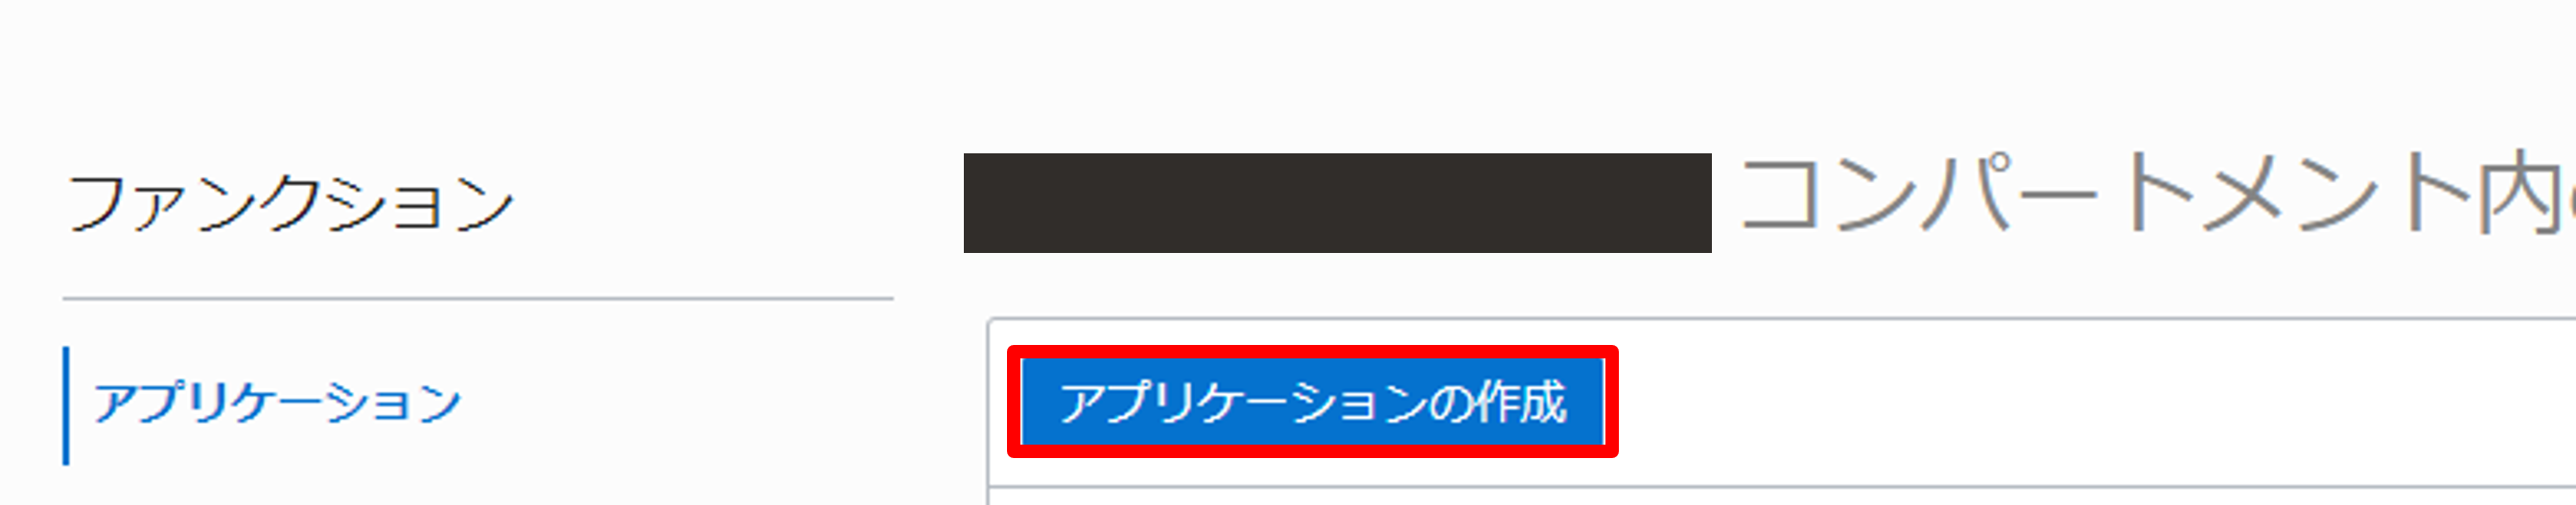 ファンクション
コンパートメント内
アプリケーション
アプリケーションの作成